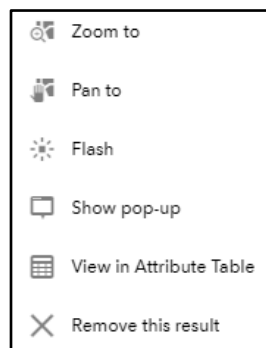 Zoom to
Pan to
Flash
Show pop-up
View in Attribute Table
Remove this result